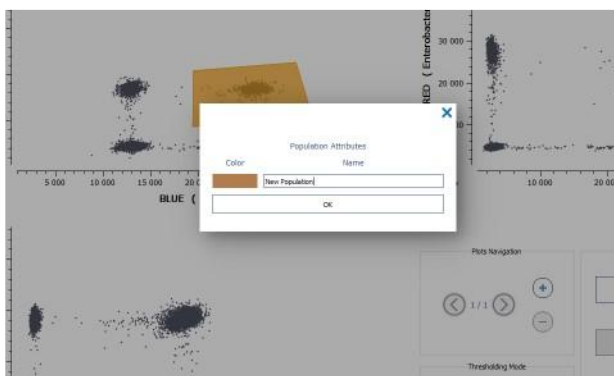 30 000
20 000
RED ( Enterobacter
Population Attributes
Color Name
New Population
OK
5 000 10 000 15 000
BLUE (
10 000
Plots Navigation
1 / 1
Thresholding Mode